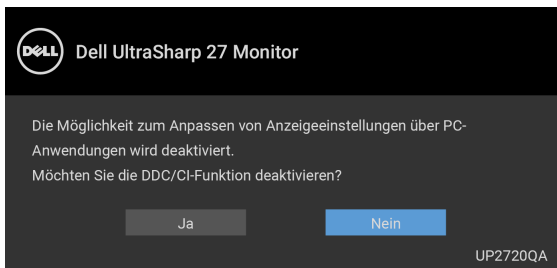 DELL Dell UltraSharp 27 Monitor
Die Möglichkeit zum Anpassen von Anzeigeeinstellungen über PC-
Anwendungen wird deaktiviert.
Möchten Sie die DDC/CI-Funktion deaktivieren?
Ja Nein
UP2720QA